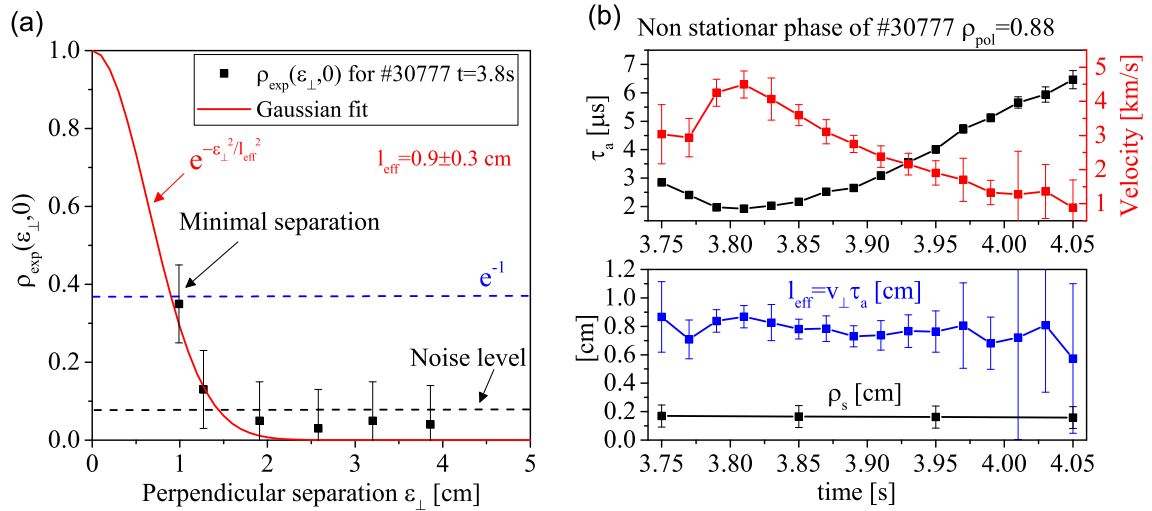 (a)
1.0
0.8
0.6
0.4
0.2
0.0
ρexp(ε⊥,0)
ρexp(ε⊥,0) for #30777 t=3.8s
Gaussian fit
e^-ε⊥²/leff²
leff=0.9±0.3 cm
Minimal separation
e^-1
Noise level
0 1 2 3 4 5
Perpendicular separation ε⊥ [cm]
(b)
Non stationar phase of #30777 ρpol=0.88
7
6
5
4
3
2
τa [µs]
5
4
3
2
1
Velocity [km/s]
3.75 3.80 3.85 3.90 3.95 4.00 4.05
1.2
1.0
0.8
0.6
0.4
0.2
0.0
[cm]
leff=v⊥τa [cm]
ρs [cm]
3.75 3.80 3.85 3.90 3.95 4.00 4.05
time [s]